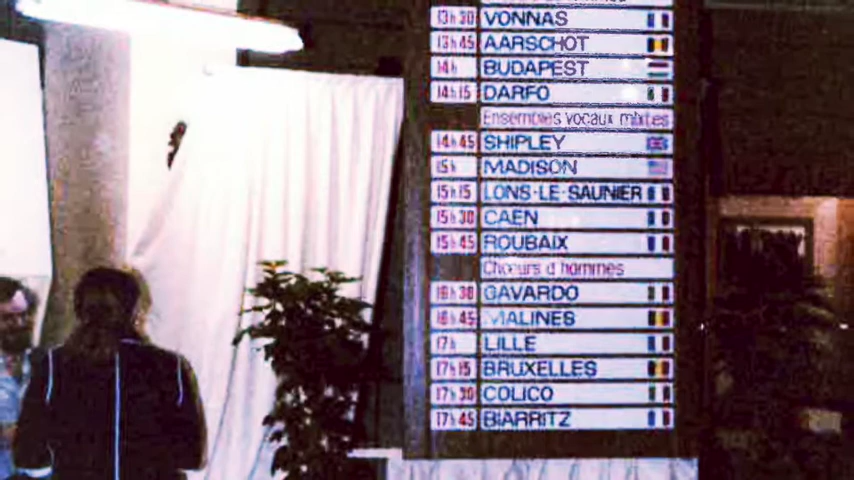 13h30 VONNAS
13h45 AARSCHOT
14h BUDAPEST
14h15 DARFO
Ensembles vocaux mixtes
14h45 SHIPLEY
15h MADISON
15h15 LONS-LE-SAUNIER
15h30 CAEN
15h45 ROUBAIX
Chœurs d hommes
16h30 GAVARDO
16h45 MALINES
17h LILLE
17h15 BRUXELLES
17h30 COLICO
17h45 BIARRITZ